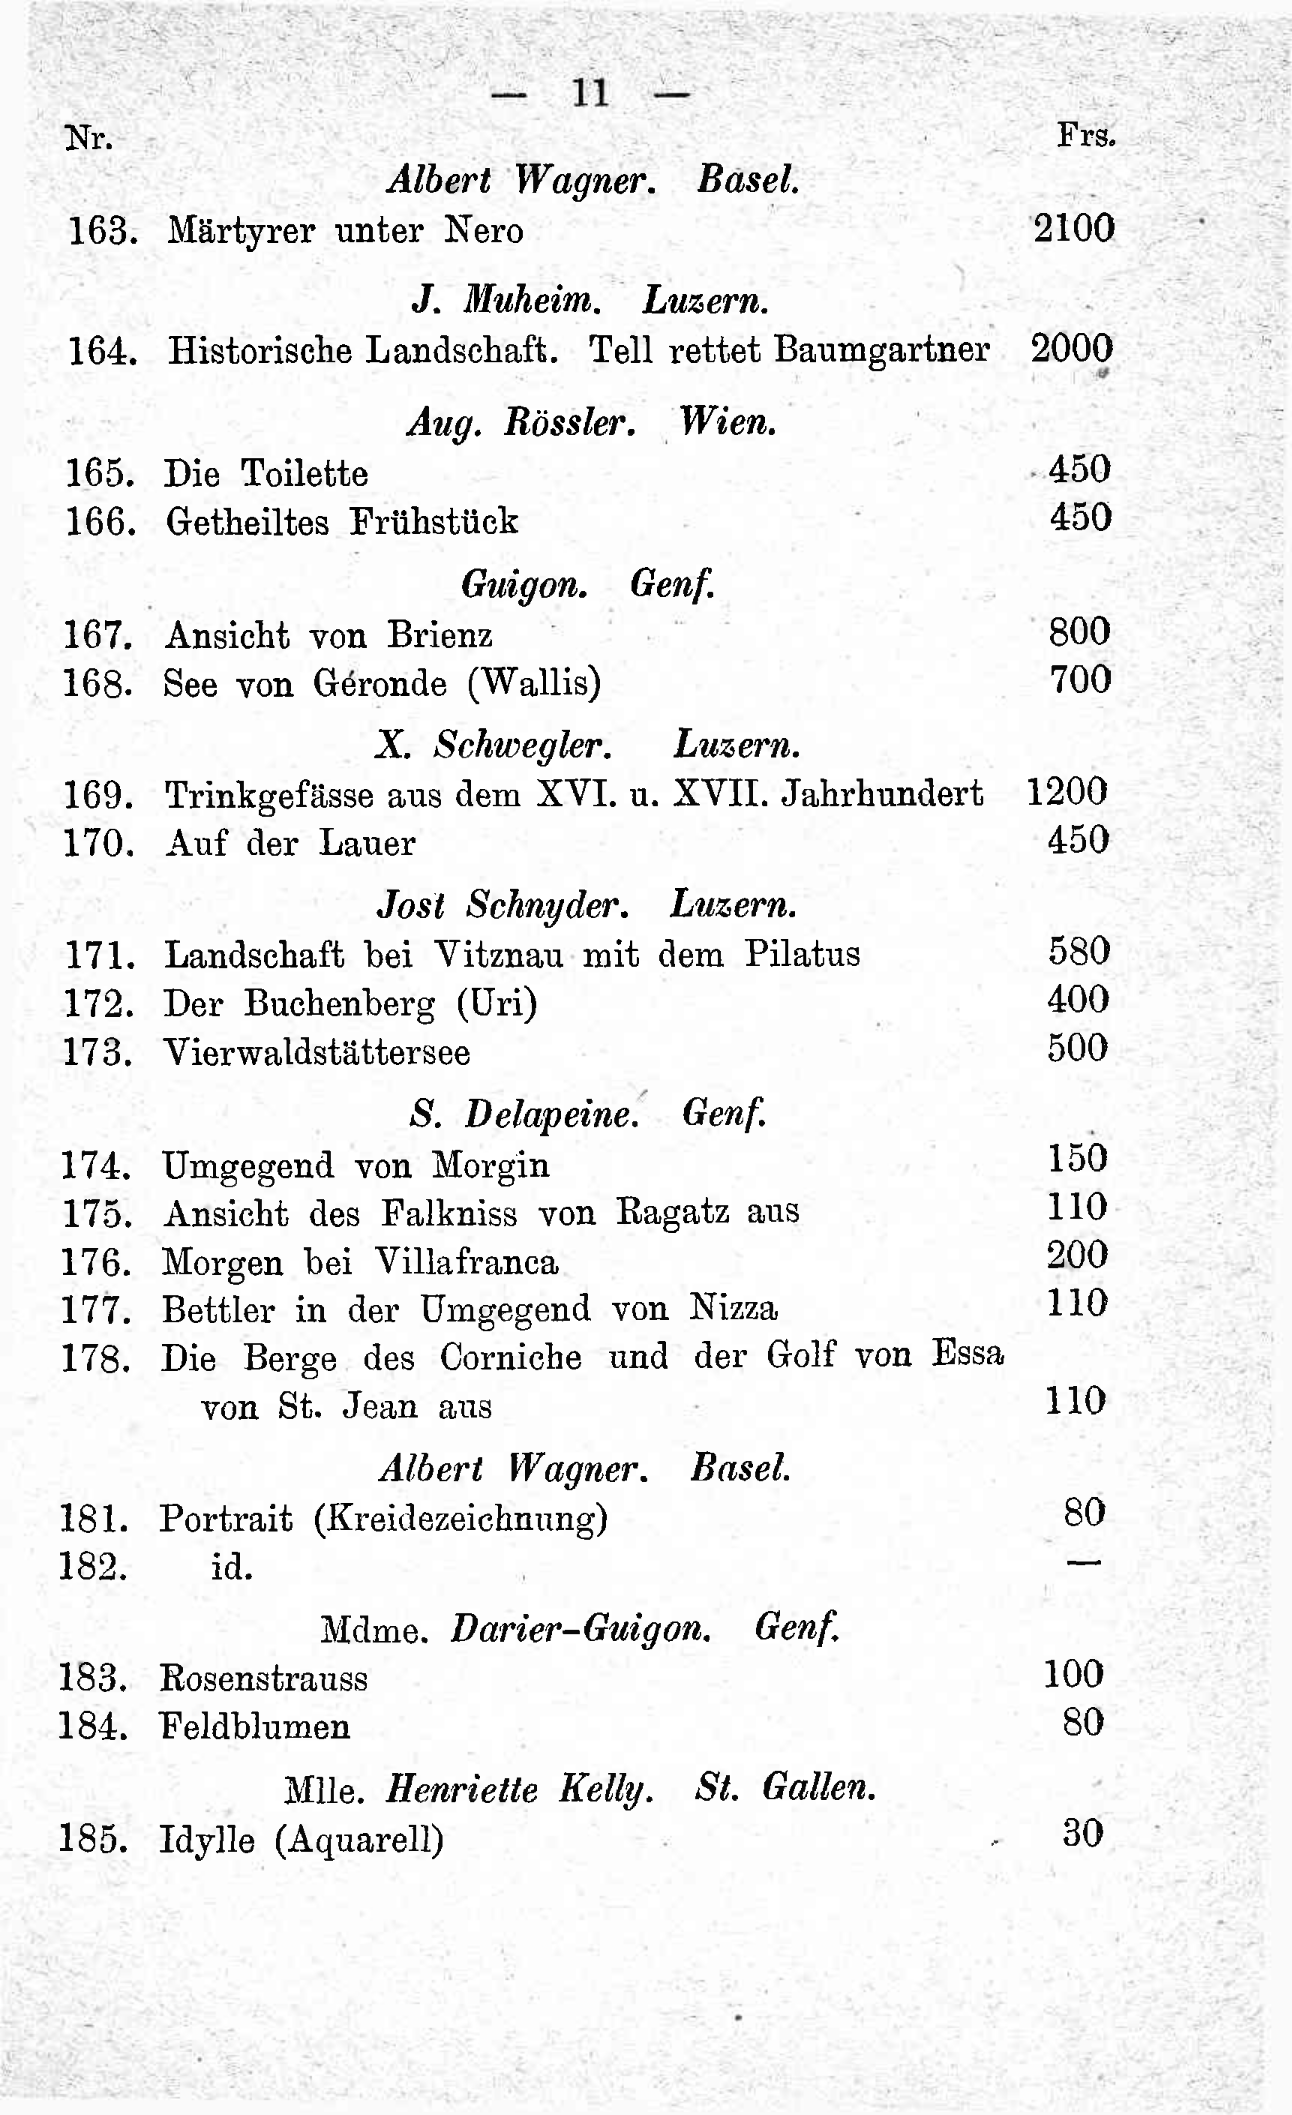 — 11 —
Nr. Frs.
Albert Wagner. Basel.
163. Märtyrer unter Nero 2100
J. Muheim. Luzern.
164. Historische Landschaft. Tell rettet Baumgartner 2000
Aug. Rössler. Wien.
165. Die Toilette 450
166. Getheiltes Frühstück 450
Guigon. Genf.
167. Ansicht von Brienz 800
168. See von Géronde (Wallis) 700
X. Schwegler. Luzern.
169. Trinkgefässe aus dem XVI. u. XVII. Jahrhundert 1200
170. Auf der Lauer 450
Jost Schnyder. Luzern.
171. Landschaft bei Vitznau mit dem Pilatus 580
172. Der Buchenberg (Uri) 400
173. Vierwaldstättersee 500
S. Delapeine. Genf.
174. Umgegend von Morgin 150
175. Ansicht des Falkniss von Ragatz aus 110
176. Morgen bei Villafranca 200
177. Bettler in der Umgegend von Nizza 110
178. Die Berge des Corniche und der Golf von Essa
von St. Jean aus 110
Albert Wagner. Basel.
181. Portrait (Kreidezeichnung) 80
182. id. —
Mdme. Darier-Guigon. Genf.
183. Rosenstrauss 100
184. Feldblumen 80
Mlle. Henriette Kelly. St. Gallen.
185. Idylle (Aquarell) 30